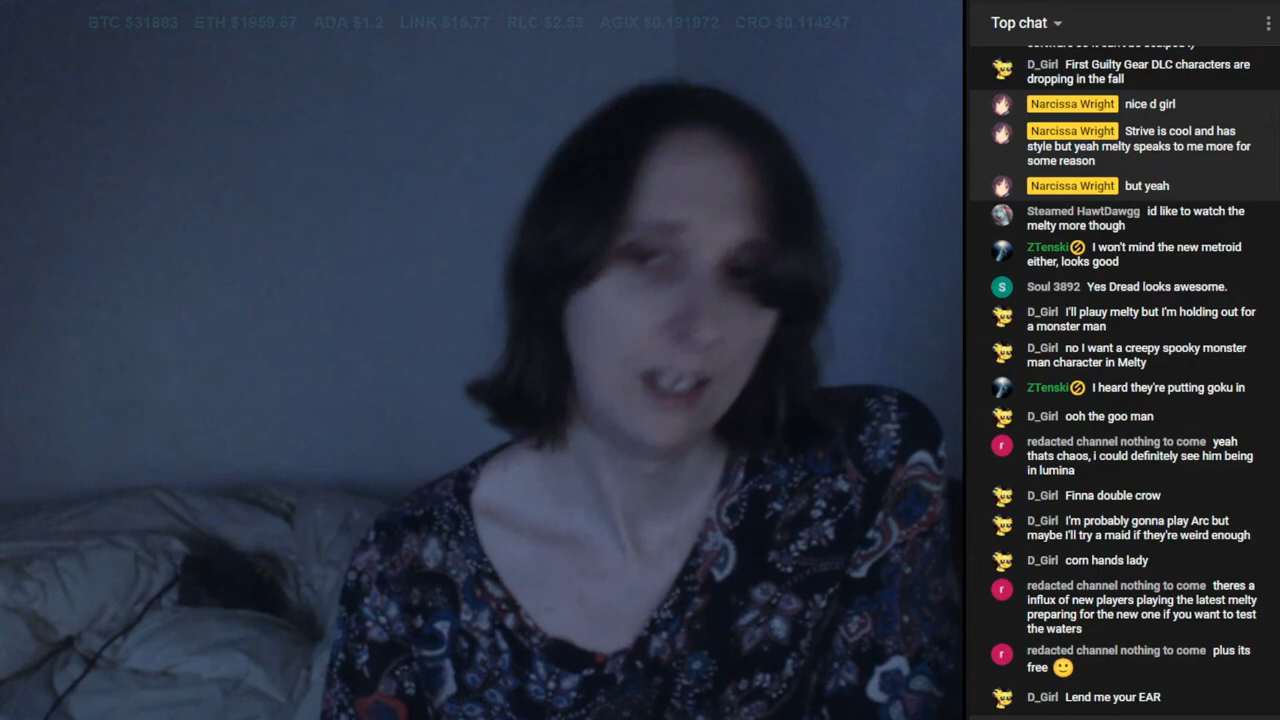 BTC $31883 ETH $1959.67 ADA $1.2 LINK $15.77 RLC $2.53 AGIX $0.191972 CRO $0.114247
Top chat
D_Girl First Guilty Gear DLC characters are
dropping in the fall
Narcissa Wright nice d girl
Narcissa Wright Strive is cool and has
style but yeah melty speaks to me more for
some reason
Narcissa Wright but yeah
Steamed HawtDawgg id like to watch the
melty more though
ZTenski I won't mind the new metroid
either, looks good
S Soul 3892 Yes Dread looks awesome.
D_Girl I'll plauy melty but I'm holding out for
a monster man
D_Girl no I want a creepy spooky monster
man character in Melty
ZTenski I heard they're putting goku in
D_Girl ooh the goo man
r redacted channel nothing to come yeah
thats chaos, i could definitely see him being
in lumina
D_Girl Finna double crow
D_Girl I'm probably gonna play Arc but
maybe I'll try a maid if they're weird enough
D_Girl corn hands lady
r redacted channel nothing to come theres a
influx of new players playing the latest melty
preparing for the new one if you want to test
the waters
r redacted channel nothing to come plus its
free 🙂
D_Girl Lend me your EAR